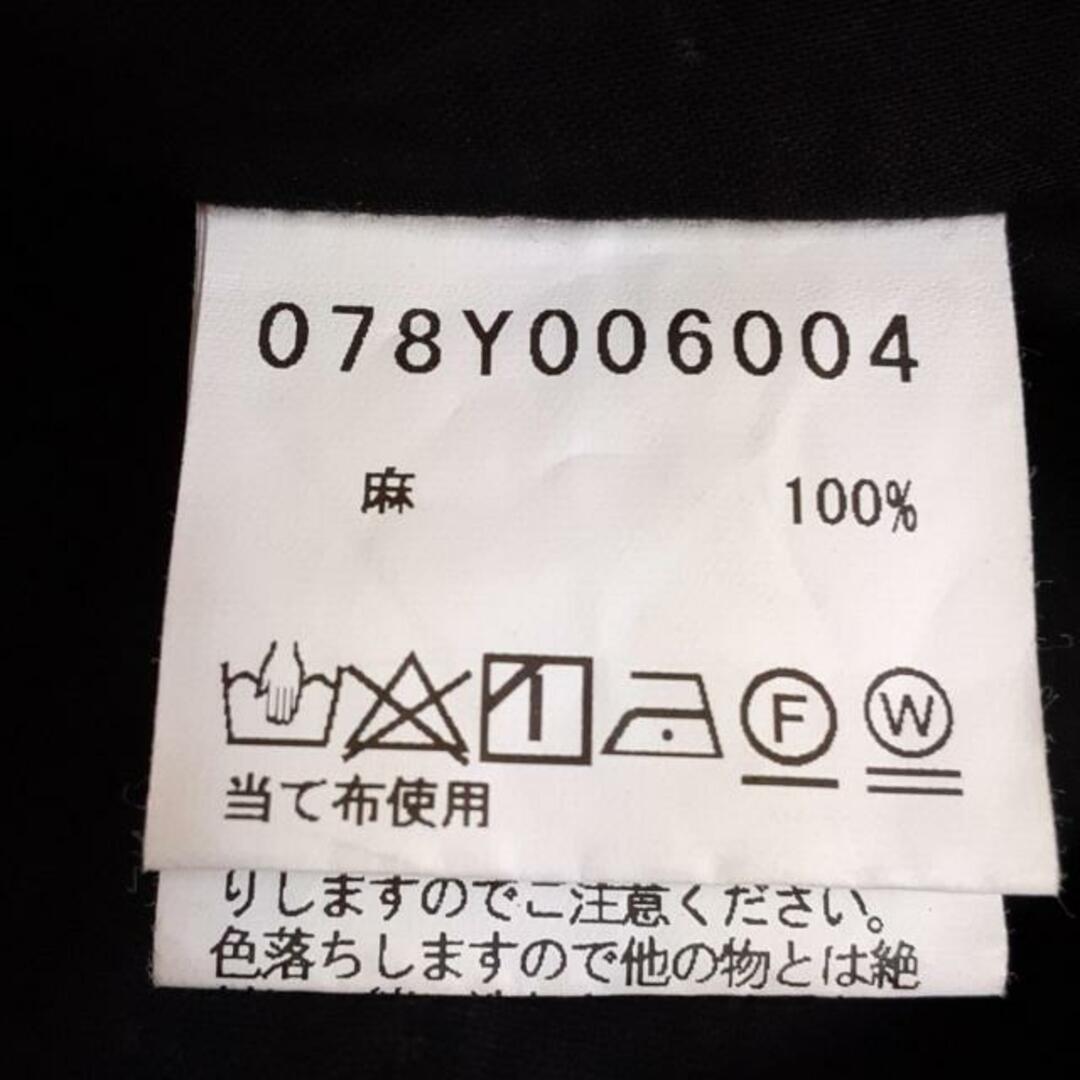 078Y006004
麻 100%
F W
当て布使用
りしますのでご注意ください。
色落ちしますので他の物とは絶